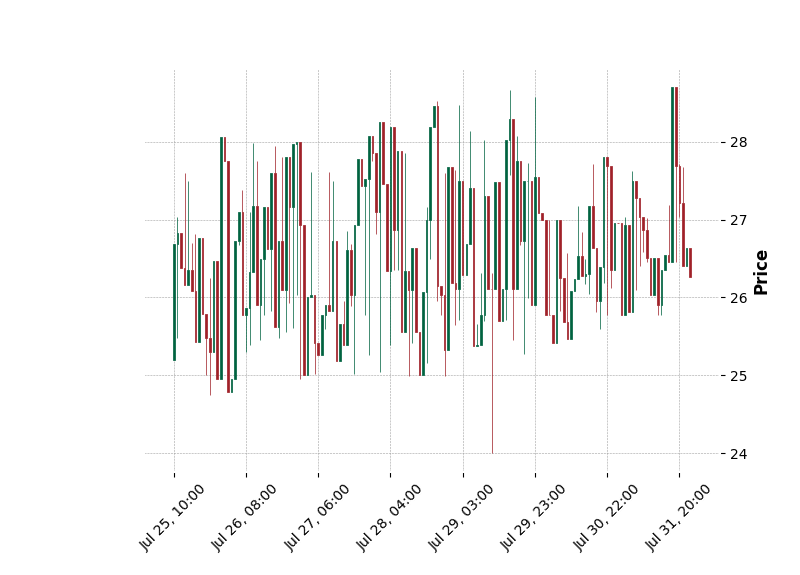 28
27
26
25
24
Price
Jul 25, 10:00
Jul 26, 08:00
Jul 27, 06:00
Jul 28, 04:00
Jul 29, 03:00
Jul 29, 23:00
Jul 30, 22:00
Jul 31, 20:00